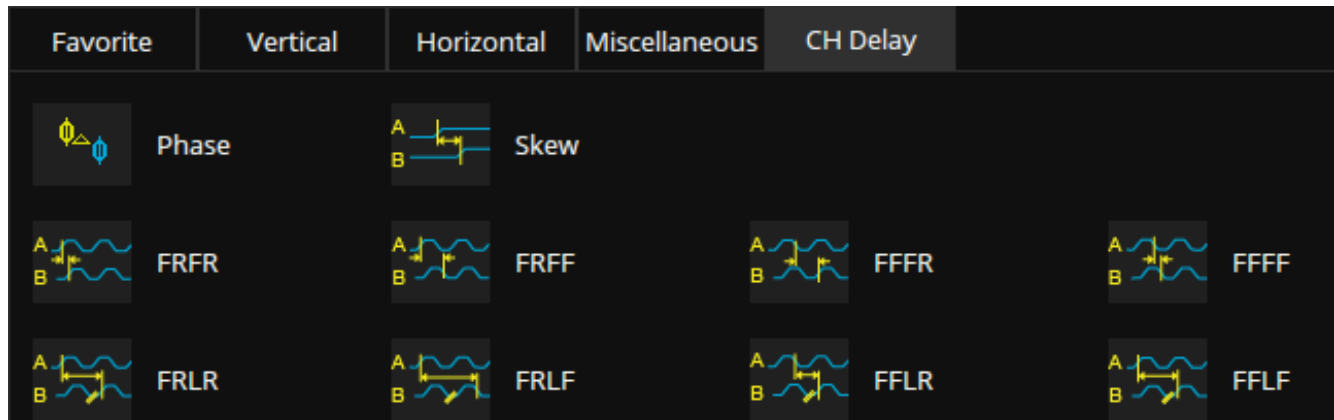 Favorite Vertical Horizontal Miscellaneous CH Delay
Phase A B Skew
A B FRFR A B FRFF A B FFFR A B FFFF
A B FRLR A B FRLF A B FFLR A B FFLF